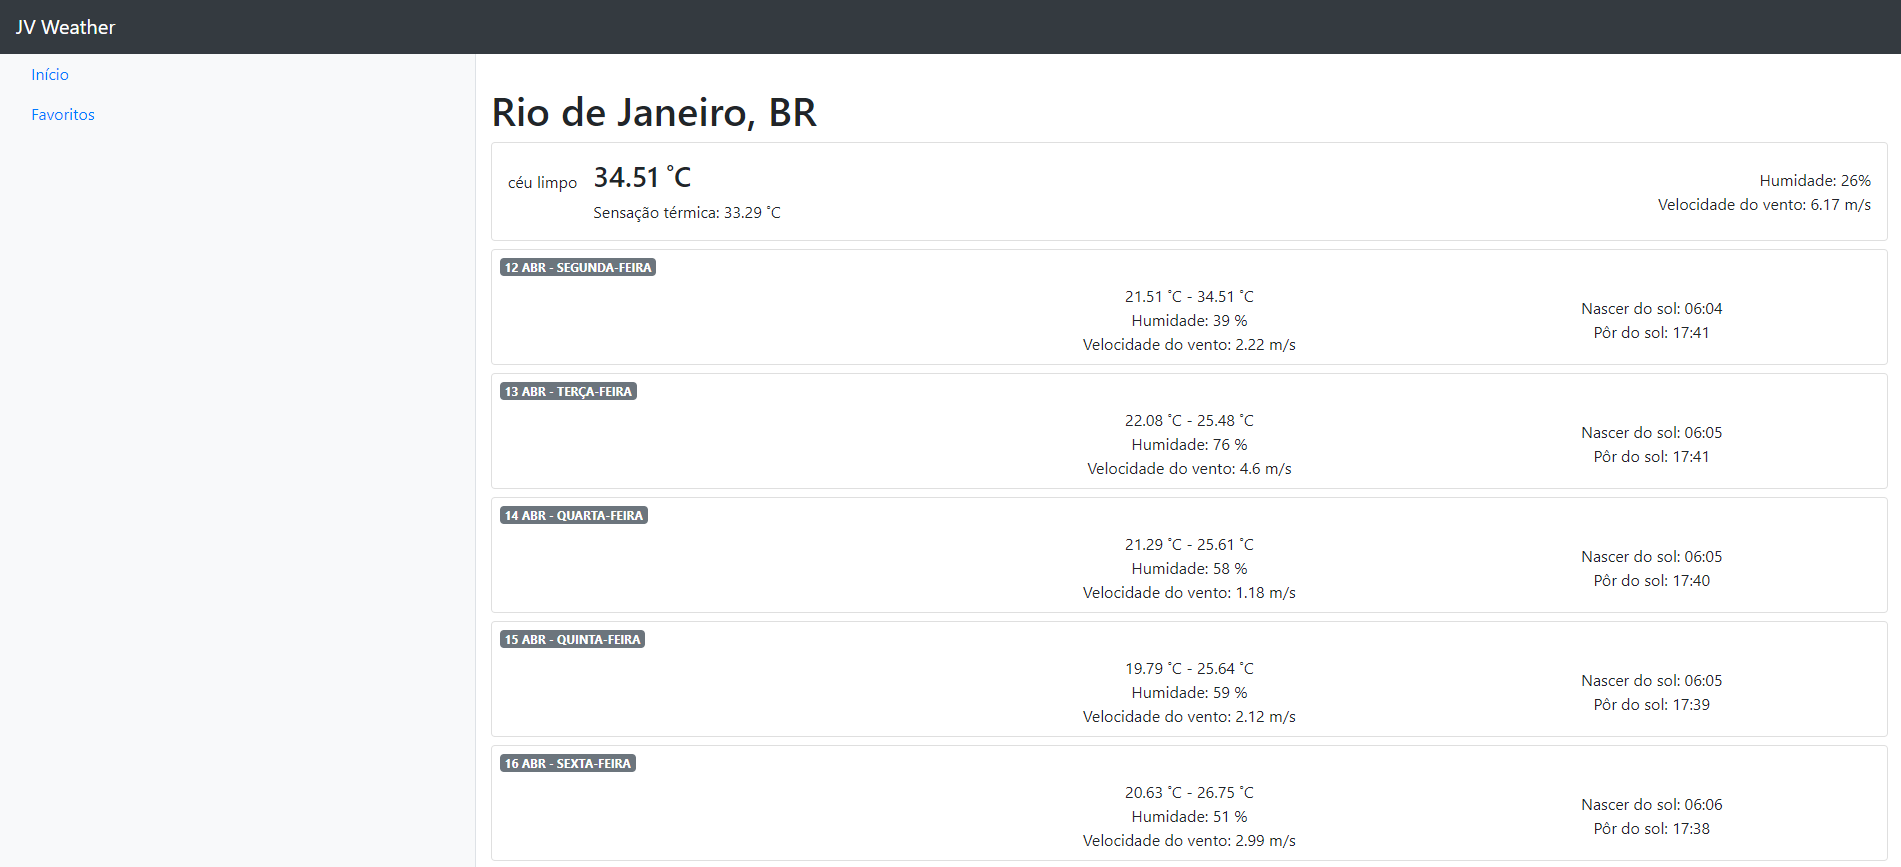 JV Weather
Início
Favoritos
Rio de Janeiro, BR
céu limpo
34.51 °C
Sensação térmica: 33.29 °C
Humidade: 26%
Velocidade do vento: 6.17 m/s
12 ABR - SEGUNDA-FEIRA
21.51 °C - 34.51 °C
Humidade: 39 %
Velocidade do vento: 2.22 m/s
Nascer do sol: 06:04
Pôr do sol: 17:41
13 ABR - TERÇA-FEIRA
22.08 °C - 25.48 °C
Humidade: 76 %
Velocidade do vento: 4.6 m/s
Nascer do sol: 06:05
Pôr do sol: 17:41
14 ABR - QUARTA-FEIRA
21.29 °C - 25.61 °C
Humidade: 58 %
Velocidade do vento: 1.18 m/s
Nascer do sol: 06:05
Pôr do sol: 17:40
15 ABR - QUINTA-FEIRA
19.79 °C - 25.64 °C
Humidade: 59 %
Velocidade do vento: 2.12 m/s
Nascer do sol: 06:05
Pôr do sol: 17:39
16 ABR - SEXTA-FEIRA
20.63 °C - 26.75 °C
Humidade: 51 %
Velocidade do vento: 2.99 m/s
Nascer do sol: 06:06
Pôr do sol: 17:38